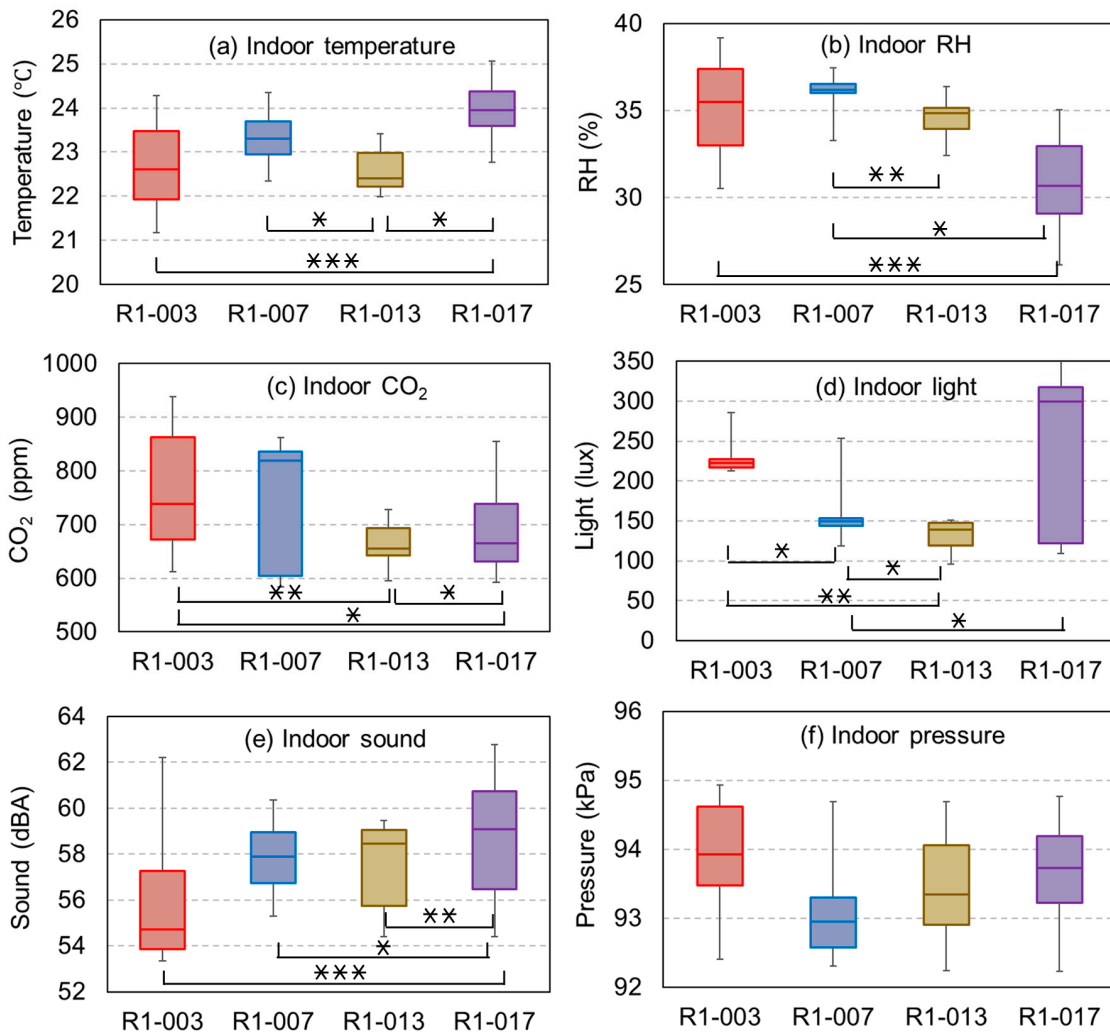 (a) Indoor temperature
Temperature (℃)
26
25
24
23
22
21
20
*
*
***
R1-003 R1-007 R1-013 R1-017
(b) Indoor RH
RH (%)
40
35
30
25
**
*
***
R1-003 R1-007 R1-013 R1-017
(c) Indoor CO₂
CO₂ (ppm)
1000
900
800
700
600
500
**
*
*
R1-003 R1-007 R1-013 R1-017
(d) Indoor light
Light (lux)
350
300
250
200
150
100
50
0
*
*
**
*
R1-003 R1-007 R1-013 R1-017
(e) Indoor sound
Sound (dBA)
64
62
60
58
56
54
52
**
*
***
R1-003 R1-007 R1-013 R1-017
(f) Indoor pressure
Pressure (kPa)
96
95
94
93
92
R1-003 R1-007 R1-013 R1-017